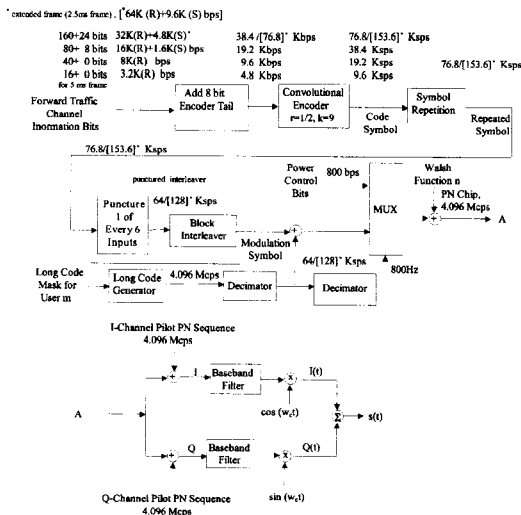 * extended frame (2.5ms frame), [*64K (R)+9.6K (S) bps]
160+24 bits 32K(R)+4.8K(S)* 38.4 /[76.8]* Kbps 76.8/[153.6]* Ksps
80+ 8 bits 16K(R)+1.6K(S) bps 19.2 Kbps 38.4 Ksps
40+ 0 bits 8K(R) bps 9.6 Kbps 19.2 Ksps 76.8/[153.6]* Ksps
16+ 0 bits 3.2K(R) bps 4.8 Kbps 9.6 Ksps
for 5 ms frame
Forward Traffic
Channel
Inormation Bits
Add 8 bit
Encoder Tail
Convolutional
Encoder
r=1/2, k=9
Code
Symbol
Symbol
Repetition
Repeated
Symbol
76.8/[153.6]* Ksps
punctured interleaver
Puncture
1 of
Every 6
Inputs
64/[128]* Ksps
Block
Interleaver
Modulation
Symbol
Power
Control
Bits
800 bps
MUX
Walsh
Function n
PN Chip,
4.096 Mcps
A
64/[128]* Ksps
800Hz
Long Code
Mask for
User m
Long Code
Generator
4.096 Mcps
Decimator
Decimator
I-Channel Pilot PN Sequence
4.096 Mcps
I
Baseband
Filter
x
I(t)
cos (wct)
A
Σ
s(t)
Q
Baseband
Filter
x
Q(t)
sin (wct)
Q-Channel Pilot PN Sequence
4.096 Mcps